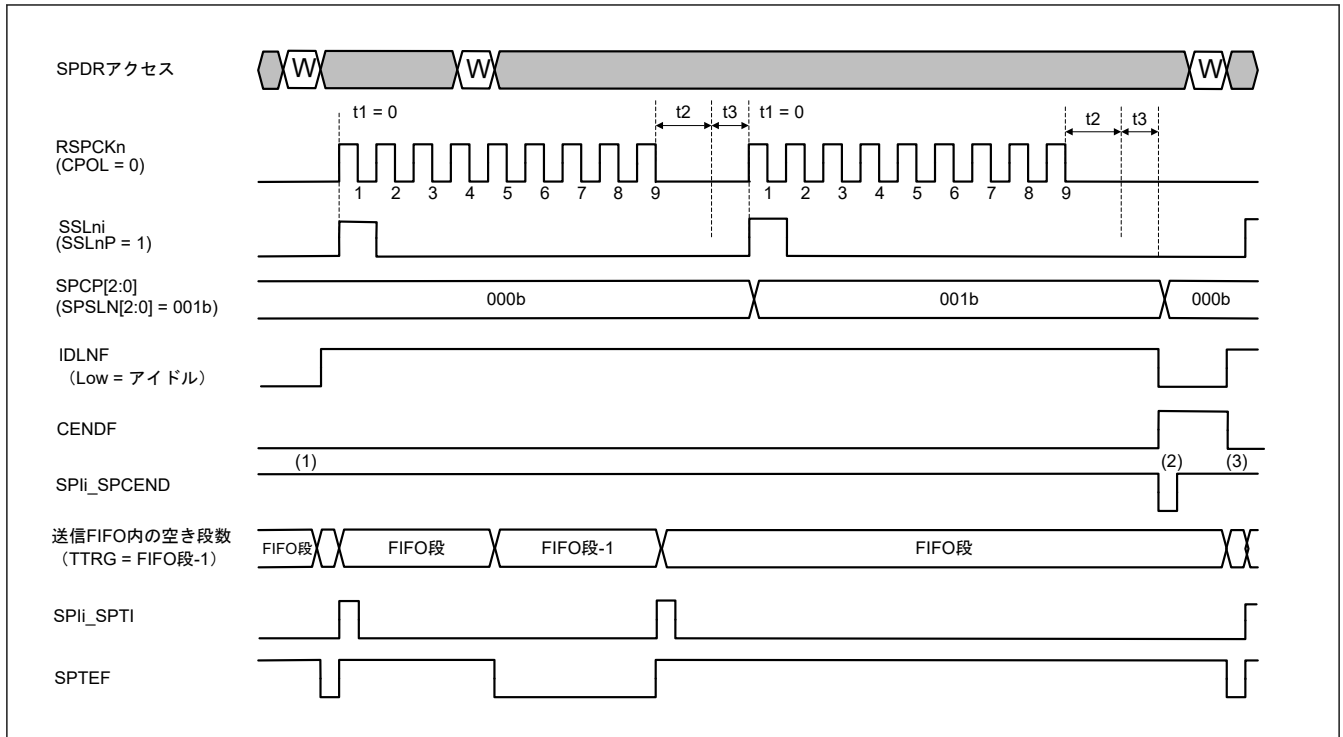 SPDRアクセス
W W W
t1 = 0 t2 t3 t1 = 0 t2 t3
RSPCKn
(CPOL = 0)
1 2 3 4 5 6 7 8 9 1 2 3 4 5 6 7 8 9
SSLni
(SSLnP = 1)
SPCP[2:0]
(SPSLN[2:0] = 001b)
000b 001b 000b
IDLNF
（Low = アイドル）
CENDF
(1) (2) (3)
SPIi_SPCEND
送信FIFO内の空き段数
（TTRG = FIFO段-1）
FIFO段 FIFO段 FIFO段-1 FIFO段
SPIi_SPTI
SPTEF